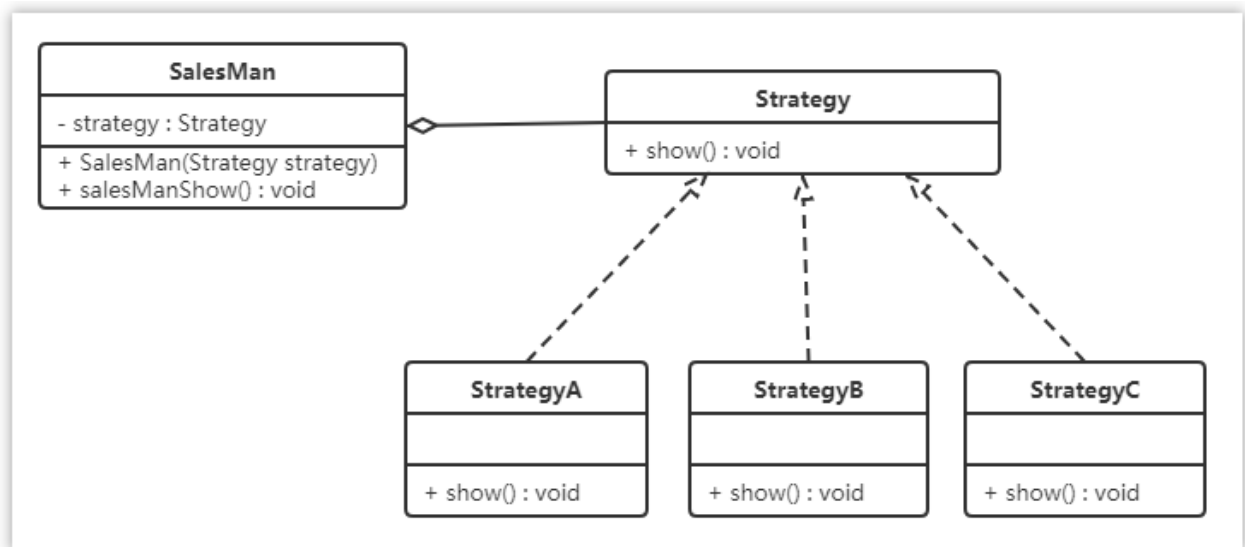 SalesMan
- strategy : Strategy
+ SalesMan(Strategy strategy)
+ salesManShow() : void
Strategy
+ show() : void
StrategyA
+ show() : void
StrategyB
+ show() : void
StrategyC
+ show() : void